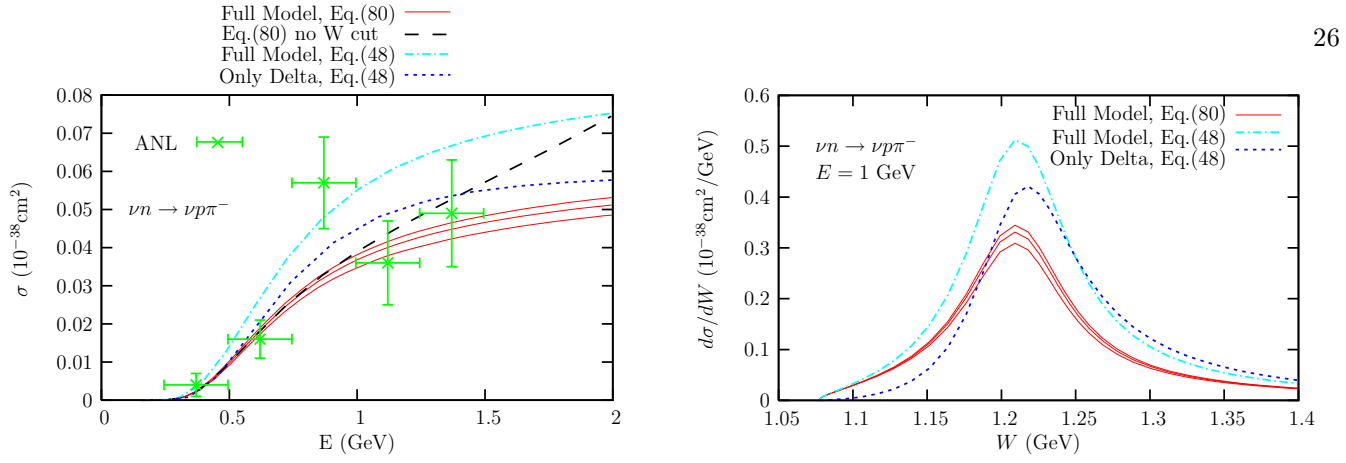 26
Full Model, Eq.(80)
Eq.(80) no W cut
Full Model, Eq.(48)
Only Delta, Eq.(48)
0.08
0.07
0.06
0.05
0.04
0.03
0.02
0.01
0
σ (10⁻³⁸cm²)
ANL
νn → νpπ⁻
0 0.5 1 1.5 2
E (GeV)
0.6
0.5
0.4
0.3
0.2
0.1
0
dσ/dW (10⁻³⁸cm²/GeV)
νn → νpπ⁻
E = 1 GeV
Full Model, Eq.(80)
Full Model, Eq.(48)
Only Delta, Eq.(48)
1.05 1.1 1.15 1.2 1.25 1.3 1.35 1.4
W (GeV)